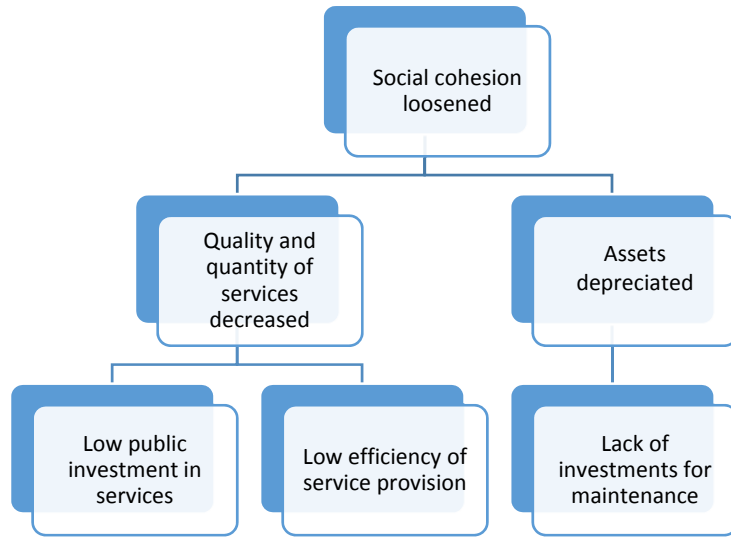 Social cohesion
loosened
Quality and
quantity of
services
decreased
Assets
depreciated
Low public
investment in
services
Low efficiency of
service provision
Lack of
investments for
maintenance